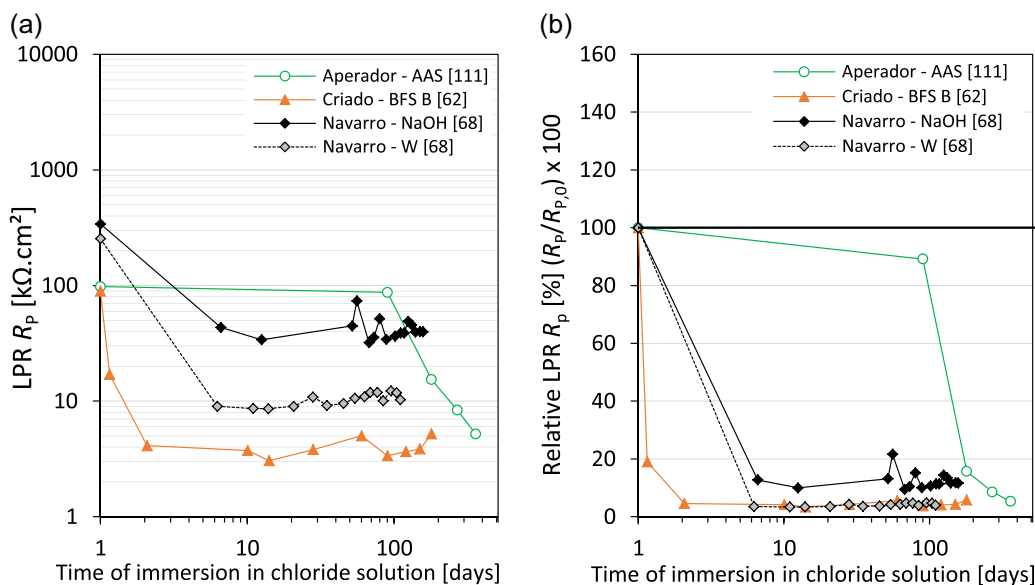 (a)
10000
1000
100
10
1
1
10
100
LPR Rₚ [kΩ.cm²]
Time of immersion in chloride solution [days]
Aperador - AAS [111]
Criado - BFS B [62]
Navarro - NaOH [68]
Navarro - W [68]
(b)
160
140
120
100
80
60
40
20
0
1
10
100
Relative LPR Rₚ [%] (Rₚ/Rₚ,₀) x 100
Time of immersion in chloride solution [days]
Aperador - AAS [111]
Criado - BFS B [62]
Navarro - NaOH [68]
Navarro - W [68]